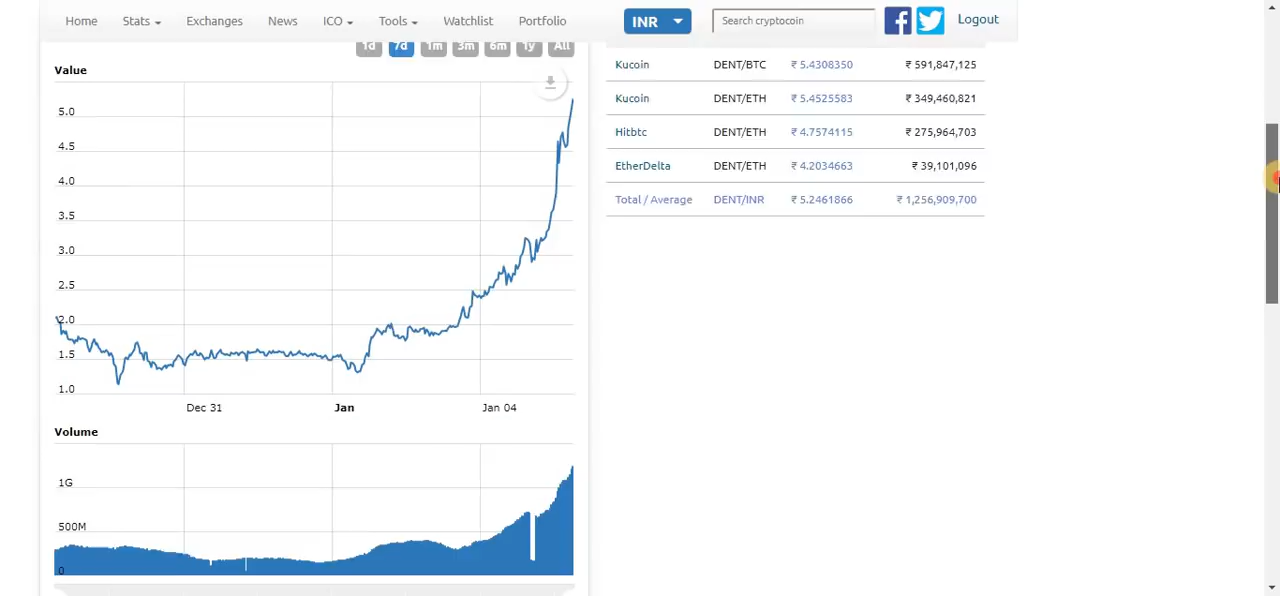 Home Stats Exchanges News ICO Tools Watchlist Portfolio INR Search cryptocoin Logout
1d 7d 1m 3m 6m 1y All
Value
5.0
4.5
4.0
3.5
3.0
2.5
2.0
1.5
1.0
Dec 31 Jan Jan 04
Volume
1G
500M
0
Kucoin DENT/BTC ₹ 5.4308350 ₹ 591,847,125
Kucoin DENT/ETH ₹ 5.4525583 ₹ 349,460,821
Hitbtc DENT/ETH ₹ 4.7574115 ₹ 275,964,703
EtherDelta DENT/ETH ₹ 4.2034663 ₹ 39,101,096
Total / Average DENT/INR ₹ 5.2461866 ₹ 1,256,909,700